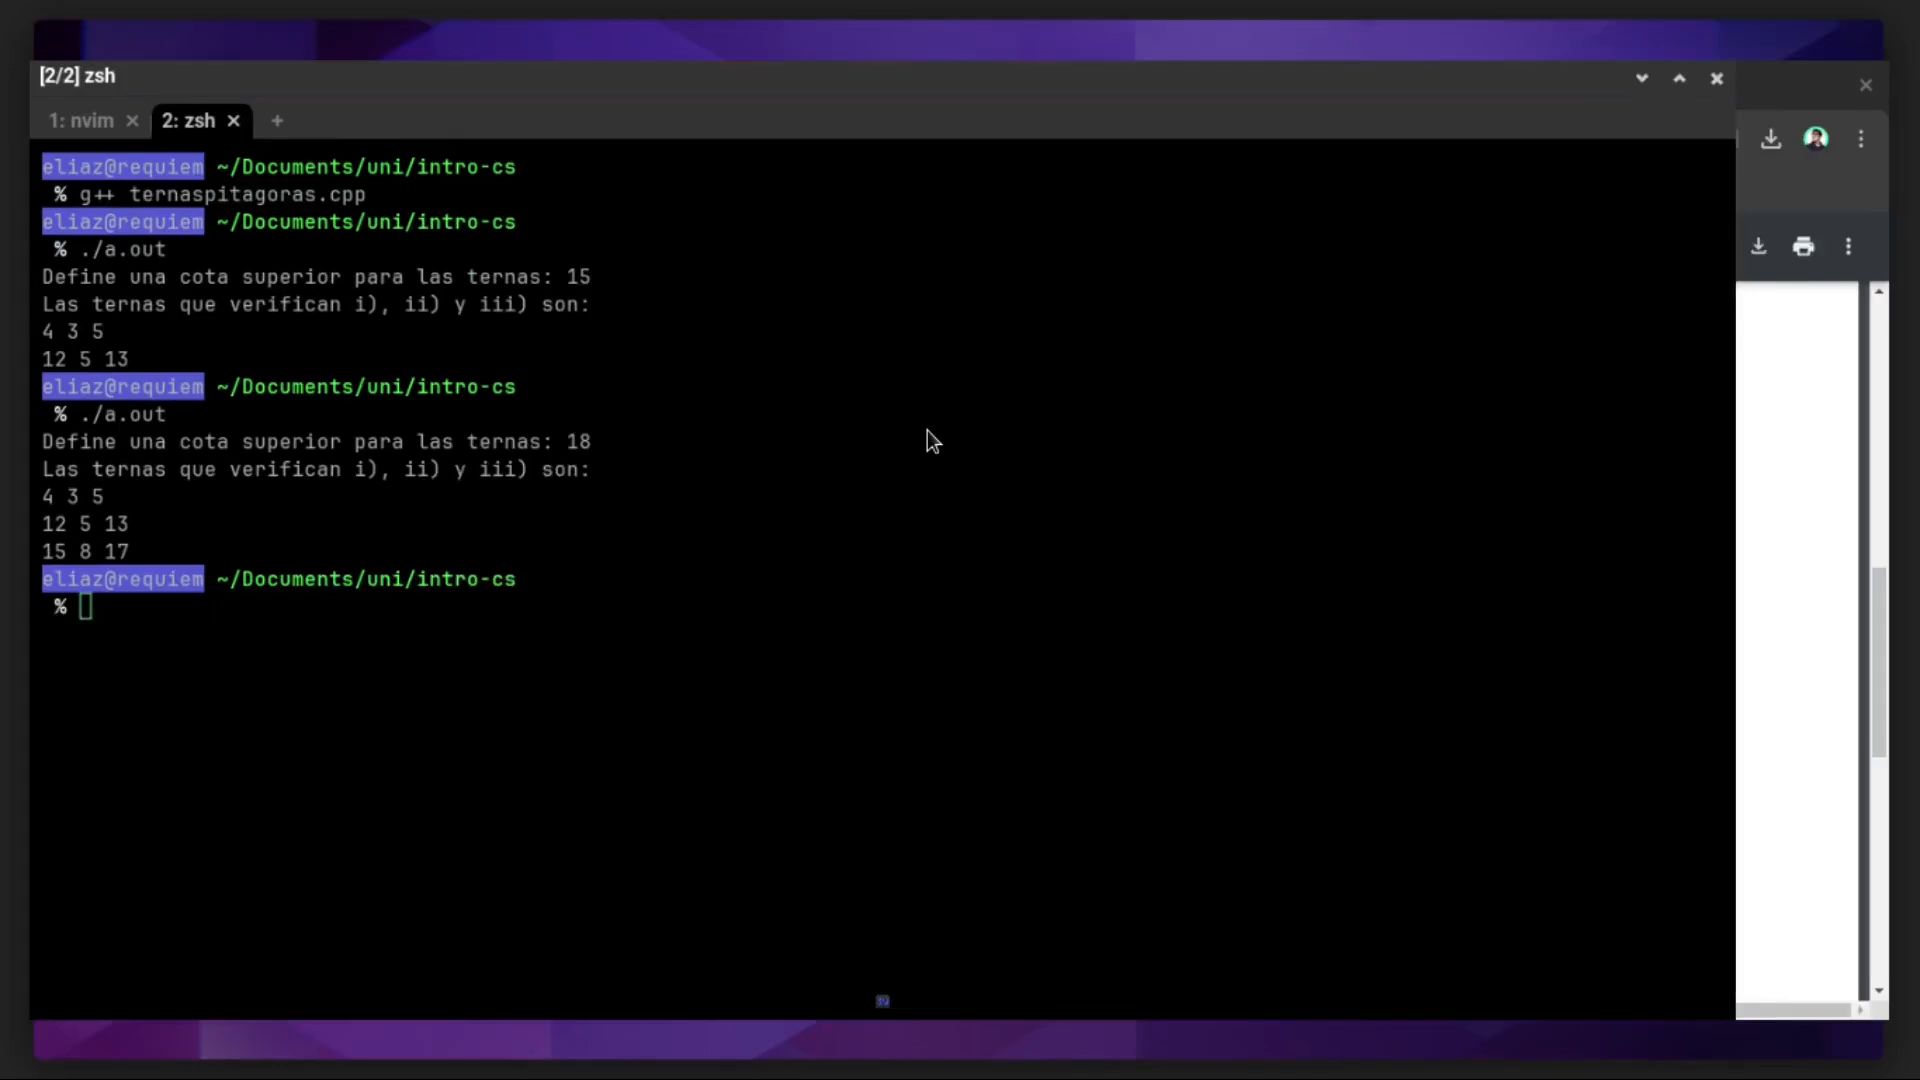 [2/2] zsh
1: nvim
2: zsh
eliaz@requiem ~/Documents/uni/intro-cs
% g++ ternaspitagoras.cpp
eliaz@requiem ~/Documents/uni/intro-cs
% ./a.out
Define una cota superior para las ternas: 15
Las ternas que verifican i), ii) y iii) son:
4 3 5
12 5 13
eliaz@requiem ~/Documents/uni/intro-cs
% ./a.out
Define una cota superior para las ternas: 18
Las ternas que verifican i), ii) y iii) son:
4 3 5
12 5 13
15 8 17
eliaz@requiem ~/Documents/uni/intro-cs
%